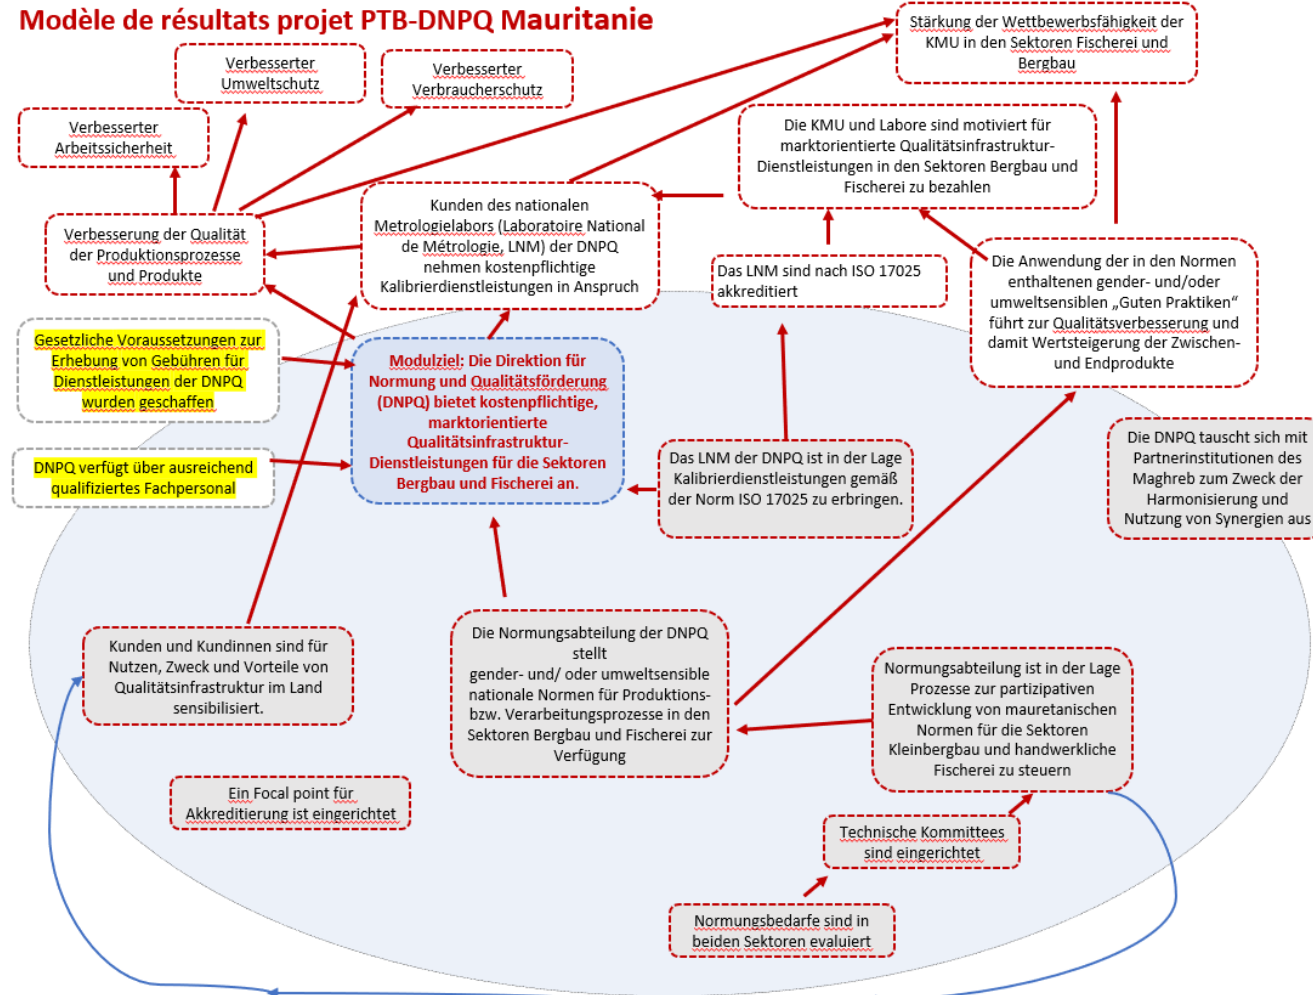 Modèle de résultats projet PTB-DNPQ Mauritanie
Stärkung der Wettbewerbsfähigkeit der
KMU in den Sektoren Fischerei und
Bergbau
Verbesserter
Umweltschutz
Verbesserter
Verbraucherschutz
Verbesserter
Arbeitssicherheit
Die KMU und Labore sind motiviert für
marktorientierte Qualitätsinfrastruktur-
Dienstleistungen in den Sektoren Bergbau und
Fischerei zu bezahlen
Kunden des nationalen
Metrologielabors (Laboratoire National
de Métrologie, LNM) der DNPQ
nehmen kostenpflichtige
Kalibrierdienstleistungen in Anspruch
Verbesserung der Qualität
der Produktionsprozesse
und Produkte
Das LNM sind nach ISO 17025
akkreditiert
Die Anwendung der in den Normen
enthaltenen gender- und/oder
umweltsensiblen „Guten Praktiken“
führt zur Qualitätsverbesserung und
damit Wertsteigerung der Zwischen-
und Endprodukte
Gesetzliche Voraussetzungen zur
Erhebung von Gebühren für
Dienstleistungen der DNPQ
wurden geschaffen
Modulziel: Die Direktion für
Normung und Qualitätsförderung
(DNPQ) bietet kostenpflichtige,
marktorientierte
Qualitätsinfrastruktur-
Dienstleistungen für die Sektoren
Bergbau und Fischerei an.
DNPQ verfügt über ausreichend
qualifiziertes Fachpersonal
Das LNM der DNPQ ist in der Lage
Kalibrierdienstleistungen gemäß
der Norm ISO 17025 zu erbringen.
Die DNPQ tauscht sich mit
Partnerinstitutionen des
Maghreb zum Zweck der
Harmonisierung und
Nutzung von Synergien aus
Kunden und Kundinnen sind für
Nutzen, Zweck und Vorteile von
Qualitätsinfrastruktur im Land
sensibilisiert.
Die Normungsabteilung der DNPQ
stellt
gender- und/ oder umweltsensible
nationale Normen für Produktions-
bzw. Verarbeitungsprozesse in den
Sektoren Bergbau und Fischerei zur
Verfügung
Normungsabteilung ist in der Lage
Prozesse zur partizipativen
Entwicklung von mauretanischen
Normen für die Sektoren
Kleinbergbau und handwerkliche
Fischerei zu steuern
Ein Focal point für
Akkreditierung ist eingerichtet
Technische Kommittees
sind eingerichtet
Normungsbedarfe sind in
beiden Sektoren evaluiert